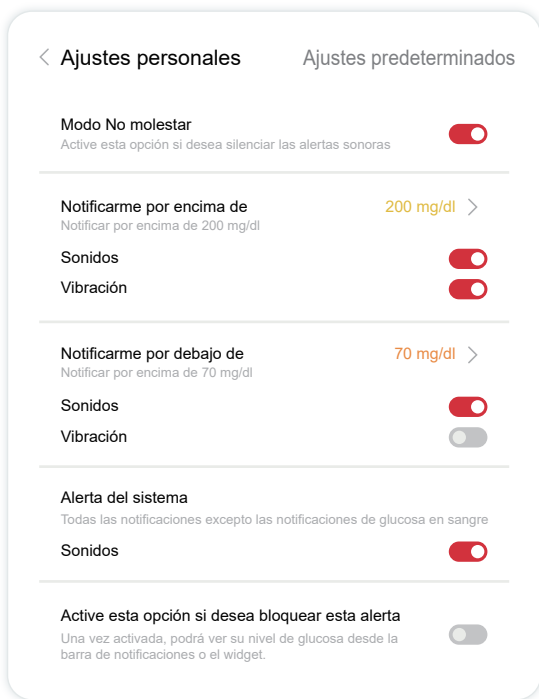 Ajustes personales Ajustes predeterminados
Modo No molestar
Active esta opción si desea silenciar las alertas sonoras
Notificarme por encima de 200 mg/dl
Notificar por encima de 200 mg/dl
Sonidos
Vibración
Notificarme por debajo de 70 mg/dl
Notificar por encima de 70 mg/dl
Sonidos
Vibración
Alerta del sistema
Todas las notificaciones excepto las notificaciones de glucosa en sangre
Sonidos
Active esta opción si desea bloquear esta alerta
Una vez activada, podrá ver su nivel de glucosa desde la
barra de notificaciones o el widget.